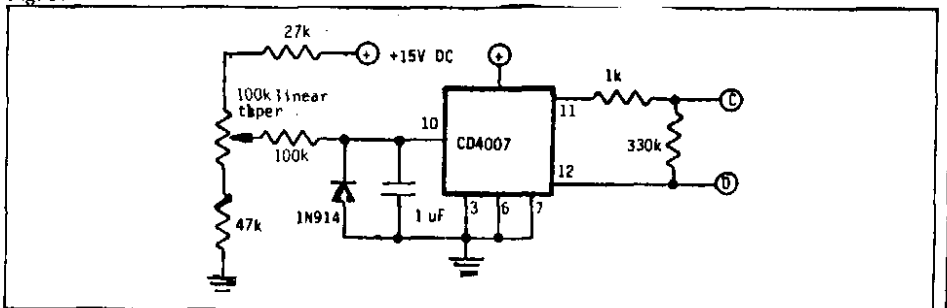 27k
+ +15V DC +
100k linear
taper
1k
C
10
11
100k
CD4007
330k
12
D
47k
1N914
1 uF
3 6 7